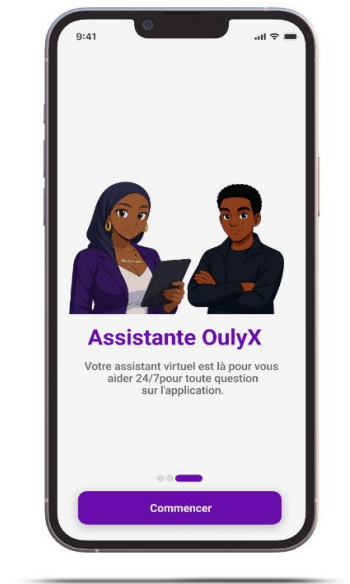 9:41
Assistante OulyX
Votre assistant virtuel est là pour vous
aider 24/7pour toute question
sur l'application.
Commencer